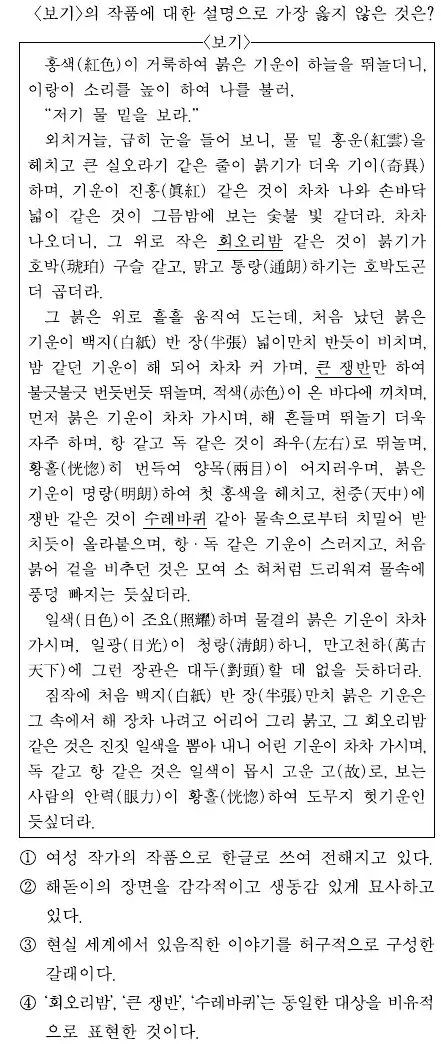 <보기>의 작품에 대한 설명으로 가장 옳지 않은 것은?
<보기>
홍색(紅色)이 거룩하여 붉은 기운이 하늘을 뛰놀더니,
이랑이 소리를 높이 하여 나를 불러,
“저기 물 밑을 보라.”
외치거늘, 급히 눈을 들어 보니, 물 밑 홍운(紅雲)을
헤치고 큰 실오라기 같은 줄이 붉기가 더욱 기이(奇異)
하며, 기운이 진홍(眞紅) 같은 것이 차차 나와 손바닥
넓이 같은 것이 그믐밤에 보는 숯불 빛 같더라. 차차
나오더니, 그 위로 작은 회오리밤 같은 것이 붉기가
호박(琥珀) 구슬 같고, 맑고 통랑(通朗)하기는 호박도곤
더 곱더라.
그 붉은 위로 흘흘 움직여 도는데, 처음 났던 붉은
기운이 백지(白紙) 반 장(半張) 넓이만치 반듯이 비치며,
밤 같던 기운이 해 되어 차차 커 가며, 큰 쟁반만 하여
불긋불긋 번듯번듯 뛰놀며, 적색(赤色)이 온 바다에 끼치며,
먼저 붉은 기운이 차차 가시며, 해 흔들며 뛰놀기 더욱
자주 하며, 항 같고 독 같은 것이 좌우(左右)로 뛰놀며,
황홀(恍惚)히 번득여 양목(兩目)이 어지러우며, 붉은
기운이 명랑(明朗)하여 첫 홍색을 헤치고, 천중(天中)에
쟁반 같은 것이 수레바퀴 같아 물속으로부터 치밀어 받
치듯이 올라붙으며, 항·독 같은 기운이 스러지고, 처음
붉어 겉을 비추던 것은 모여 소 혀처럼 드리워져 물속에
풍덩 빠지는 듯싶더라.
일색(日色)이 조요(照耀)하며 물결의 붉은 기운이 차차
가시며, 일광(日光)이 청랑(淸朗)하니, 만고천하(萬古
天下)에 그런 장관은 대두(對頭)할 데 없을 듯하더라.
짐작에 처음 백지(白紙) 반 장(半張)만치 붉은 기운은
그 속에서 해 장차 나려고 어리어 그리 붉고, 그 회오리밤
같은 것은 진짓 일색을 뽐아 내니 어린 기운이 차차 가시며,
독 같고 항 같은 것은 일색이 몹시 고운 고(故)로, 보는
사람의 안력(眼力)이 황홀(恍惚)하여 도무지 헛기운인
듯싶더라.
① 여성 작가의 작품으로 한글로 쓰여 전해지고 있다.
② 해돋이의 장면을 감각적이고 생동감 있게 묘사하고
있다.
③ 현실 세계에서 있음직한 이야기를 허구적으로 구성한
갈래이다.
④ ‘회오리밤’, ‘큰 쟁반’, ‘수레바퀴’는 동일한 대상을 비유적
으로 표현한 것이다.